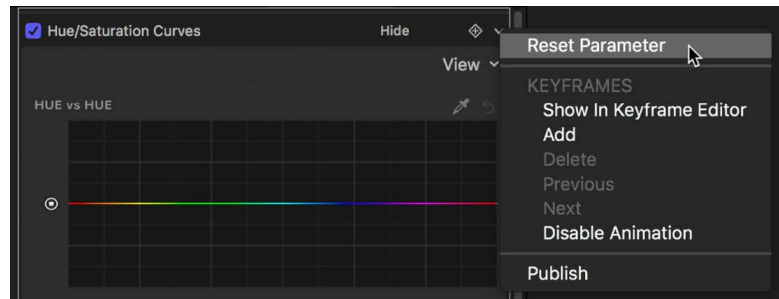 Hue/Saturation Curves Hide
View
HUE vs HUE
Reset Parameter
KEYFRAMES
Show In Keyframe Editor
Add
Delete
Previous
Next
Disable Animation
Publish